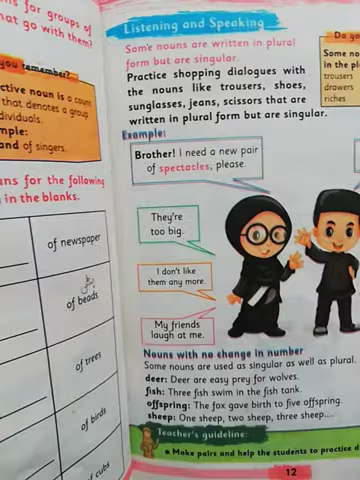 for groups of
at go with them?
you remember?
ctive noun is a count
that denotes a group
dividuals.
mple:
and of singers.
ns for the following
in the blanks.
of newspaper
of beads
of trees
of birds
of cubs
Listening and Speaking
Some nouns are written in plural
form but are singular.
Practice shopping dialogues with
the nouns like trousers, shoes,
sunglasses, jeans, scissors that are
written in plural form but are singular.
Do yo
Some no
in the pl
trousers
drawers
riches
Example:
Brother! I need a new pair
of spectacles, please.
They're
too big.
I don't like
them any more.
My friends
laugh at me.
Nouns with no change in number
Some nouns are used as singular as well as plural.
deer: Deer are easy prey for wolves.
fish: Three fish swim in the fish tank.
offspring: The fox gave birth to five offspring.
sheep: One sheep, two sheep, three sheep....
Teacher's guideline:
Make pairs and help the students to practice d
12